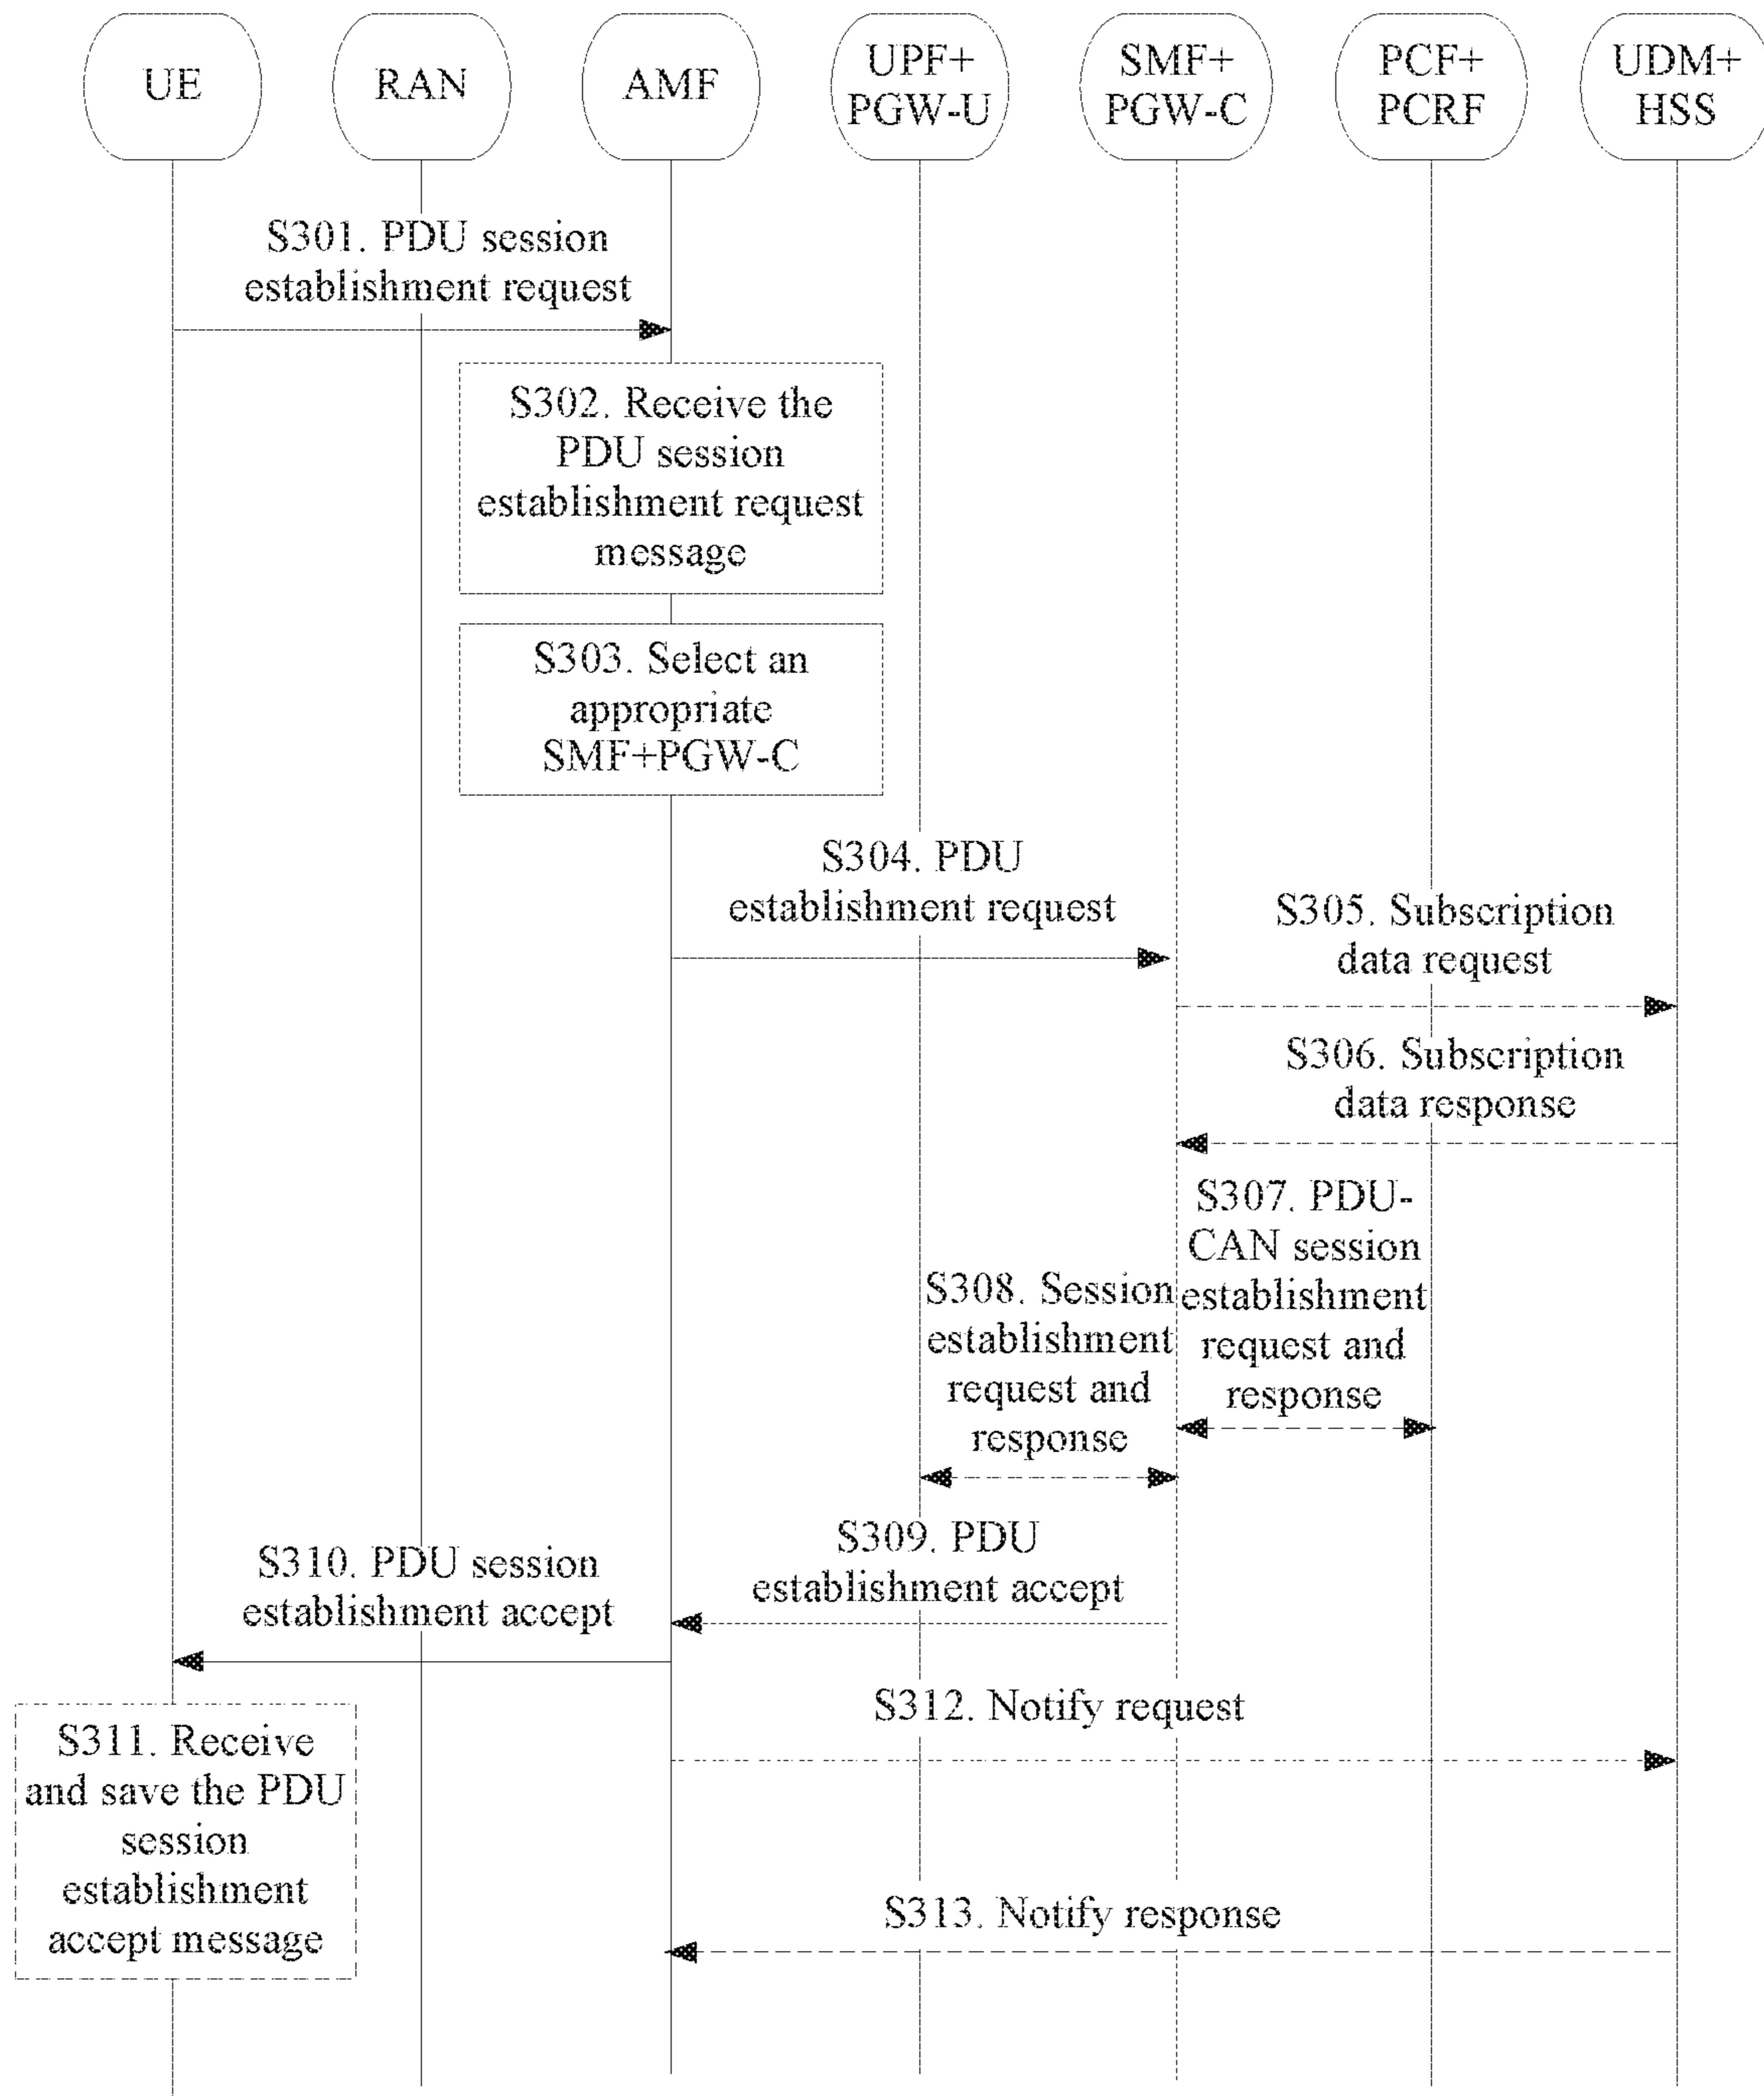 UE
RAN
AMF
UPF+
PGW-U
SMF+
PGW-C
PCF+
PCRF
UDM+
HSS
S301. PDU session
establishment request
S302. Receive the
PDU session
establishment request
message
S303. Select an
appropriate
SMF+PGW-C
S304. PDU
establishment request
S305. Subscription
data request
S306. Subscription
data response
S307. PDU-
CAN session
establishment
request and
response
S308. Session
establishment
request and
response
S309. PDU
establishment accept
S310. PDU session
establishment accept
S311. Receive
and save the PDU
session
establishment
accept message
S312. Notify request
S313. Notify response